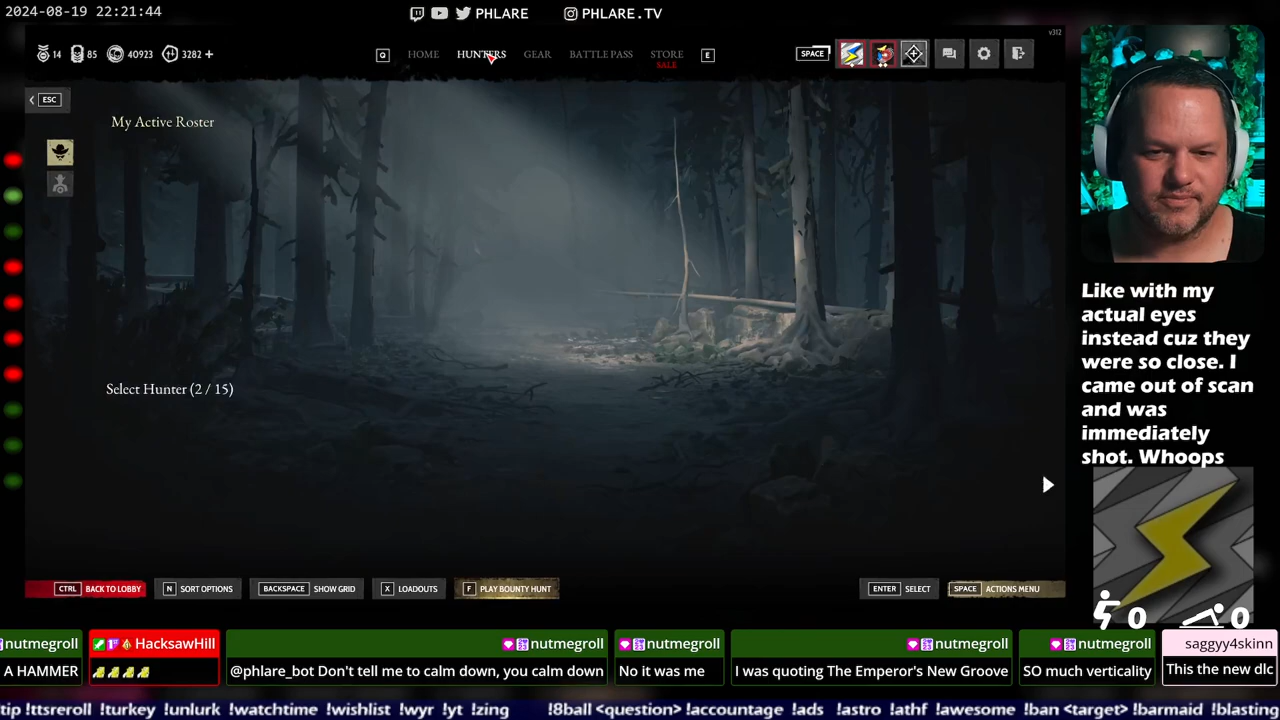 2024-08-19 22:21:44
PHLARE
PHLARE.TV
v312
14
85
40923
3282 +
Q
HOME
HUNTERS
GEAR
BATTLE PASS
STORE
SALE
E
SPACE
ESC
My Active Roster
Select Hunter (2 / 15)
Like with my
actual eyes
instead cuz they
were so close. I
came out of scan
and was
immediately
shot. Whoops
CTRL BACK TO LOBBY
N SORT OPTIONS
BACKSPACE SHOW GRID
X LOADOUTS
F PLAY BOUNTY HUNT
ENTER SELECT
SPACE ACTIONS MENU
0
0
nutmegroll
A HAMMER
HacksawHill
nutmegroll
@phlare_bot Don't tell me to calm down, you calm down
nutmegroll
No it was me
nutmegroll
I was quoting The Emperor's New Groove
nutmegroll
SO much verticality
saggyy4skinn
This the new dlc
!tip !ttsreroll !turkey !unlurk !watchtime !wishlist !wyr !yt !zing
!8ball <question> !accountage !ads !astro !athf !awesome !ban <target> !barmaid !blasting